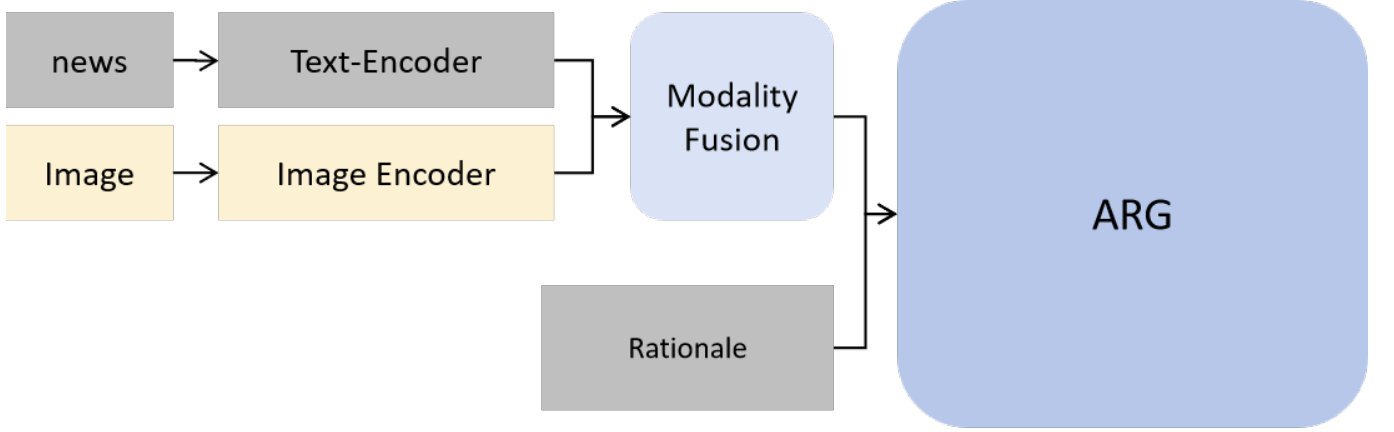 news
Text-Encoder
Image
Image Encoder
Modality
Fusion
Rationale
ARG